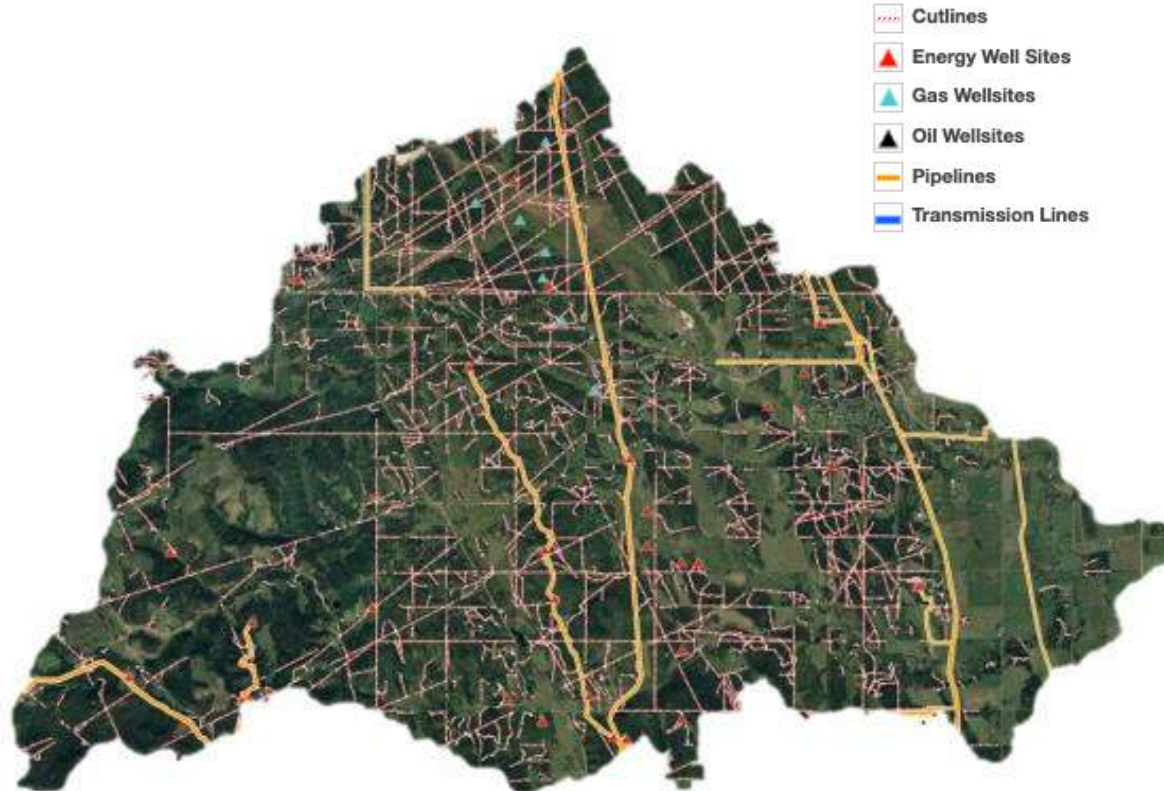 Cutlines
Energy Well Sites
Gas Wellsites
Oil Wellsites
Pipelines
Transmission Lines